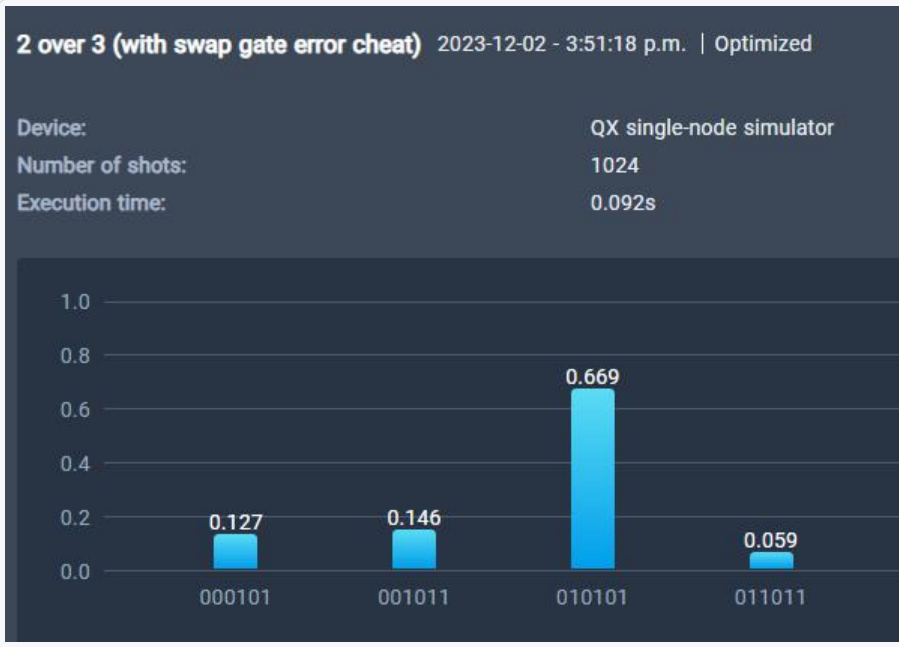 2 over 3 (with swap gate error cheat) 2023-12-02 - 3:51:18 p.m. | Optimized
Device: QX single-node simulator
Number of shots: 1024
Execution time: 0.092s
1.0
0.8
0.669
0.6
0.4
0.2
0.127 0.146 0.059
0.0
000101 001011 010101 011011